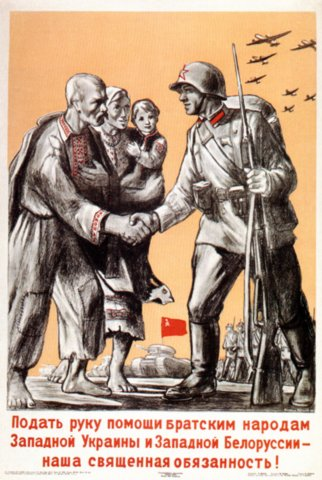 Подать руку помощи братским народам
Западной Украины и Западной Белоруссии –
наша священная обязанность!